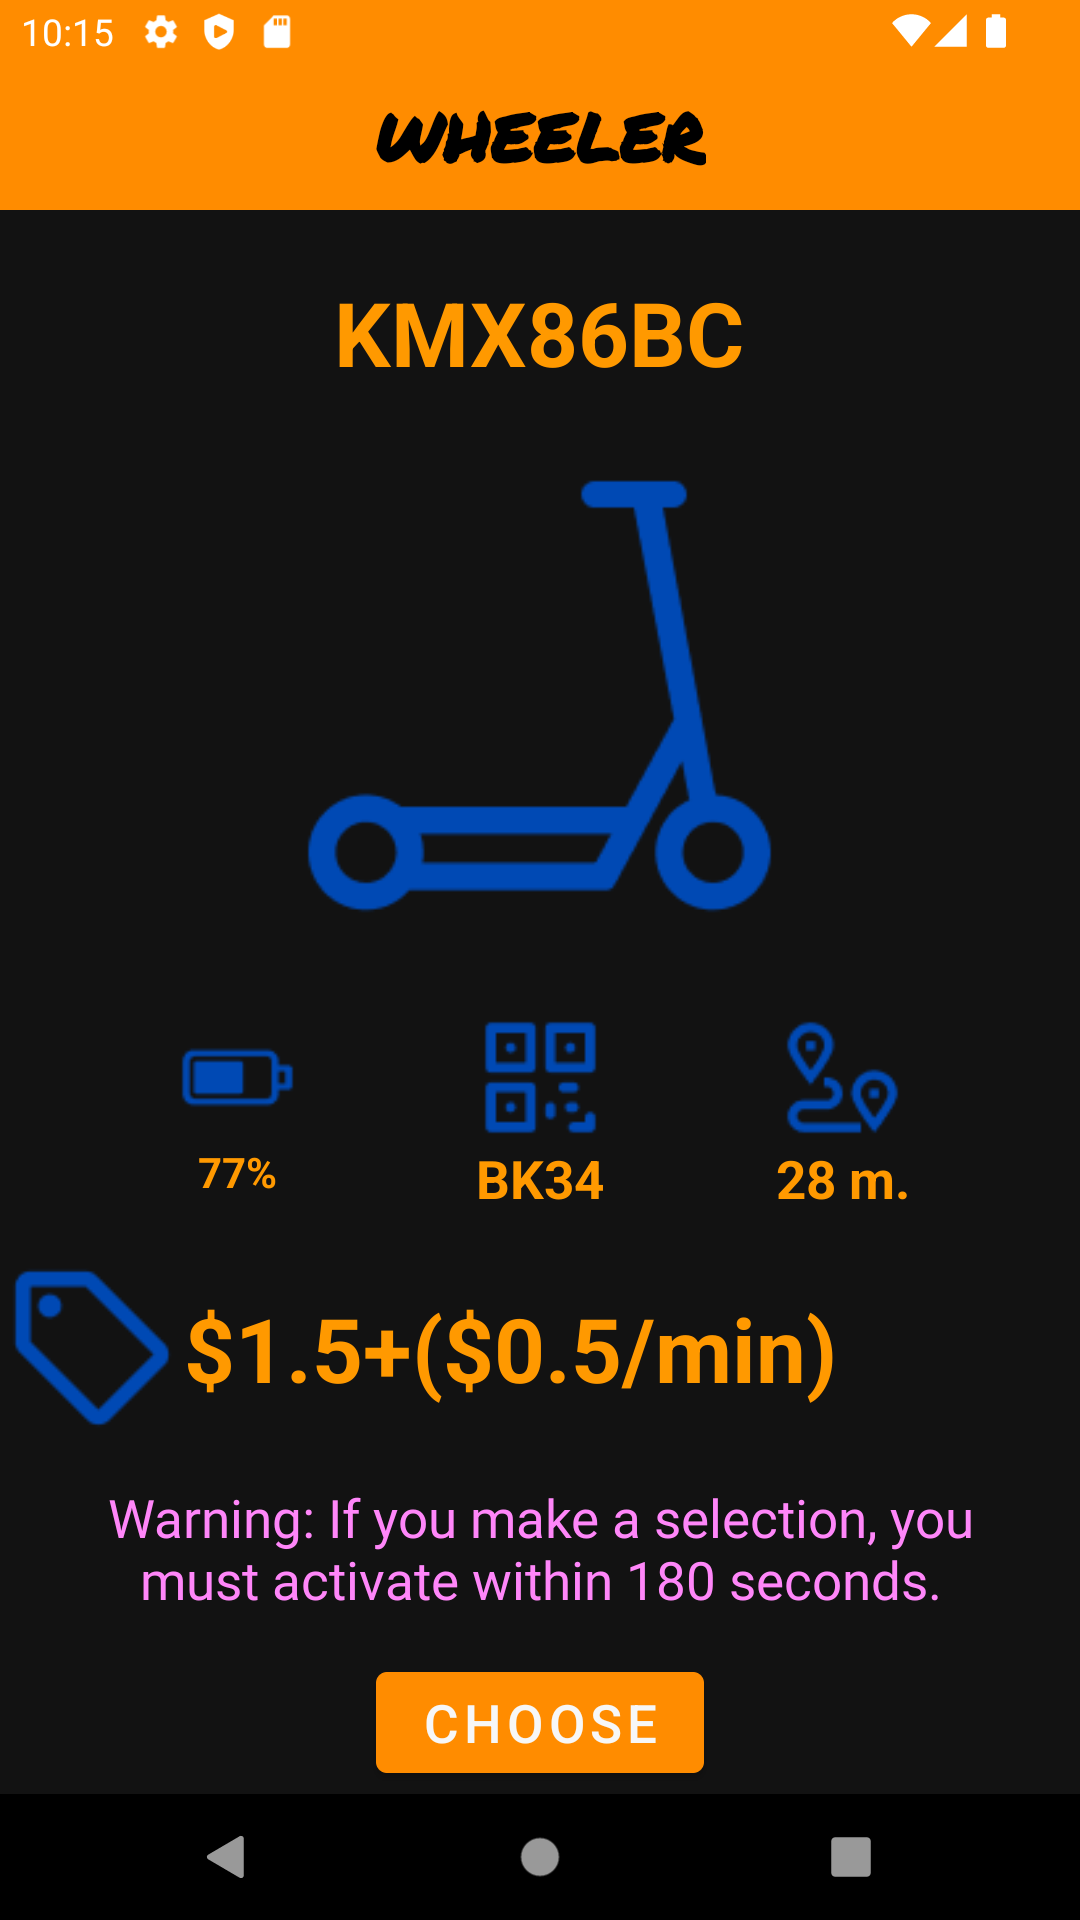 10:15
WHEELER
KMX86BC
77%
BK34
28 m.
$1.5+($0.5/min)
Warning: If you make a selection, you
must activate within 180 seconds.
CHOOSE